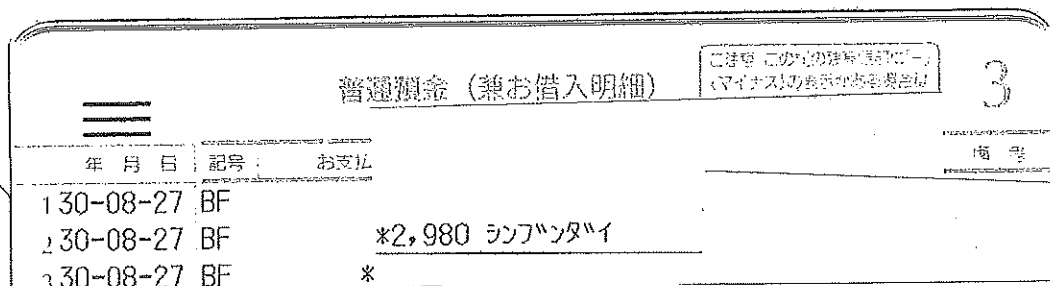 普通預金（兼お借入明細）
3
年 月 日 記号 お支払
備考
1 30-08-27 BF
2 30-08-27 BF *2,980 シンブンダイ
3 30-08-27 BF *